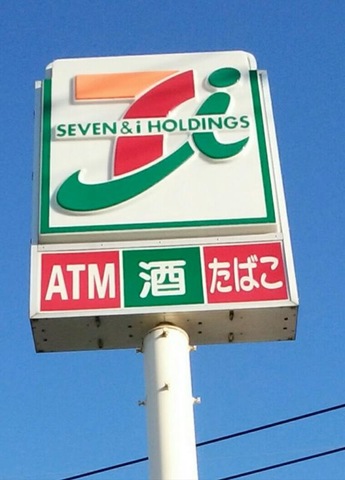 SEVEN & i HOLDINGS
ATM 酒 たばこ